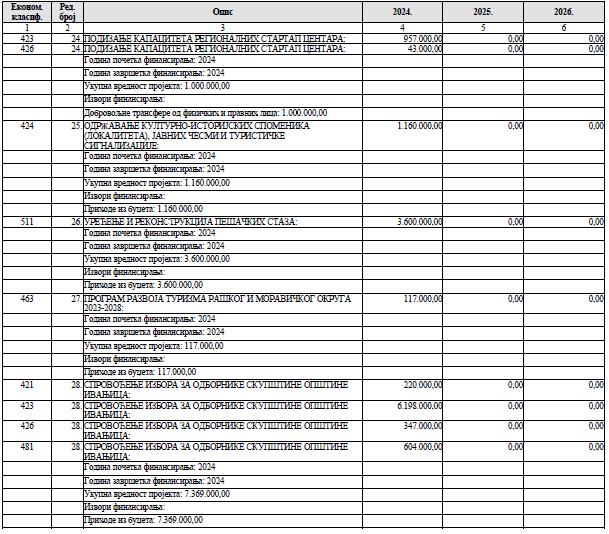 Економ. класиф. Ред. број Опис 2024. 2025. 2026.
1 2 3 4 5 6
423 24. ПОДИЗАЊЕ КАПАЦИТЕТА РЕГИОНАЛНИХ СТАРТАП ЦЕНТАРА: 957.000,00 0,00 0,00
426 24. ПОДИЗАЊЕ КАПАЦИТЕТА РЕГИОНАЛНИХ СТАРТАП ЦЕНТАРА: 43.000,00 0,00 0,00
Година почетка финансирања: 2024
Година завршетка финансирања: 2024
Укупна вредност пројекта: 1.000.000,00
Извори финансирања:
Добровољне трансфере од физичких и правних лица: 1.000.000,00
424 25. ОДРЖАВАЊЕ КУЛТУРНО-ИСТОРИЈСКИХ СПОМЕНИКА 1.160.000,00 0,00 0,00
(ЛОКАЛИТЕТА), ЈАВНИХ ЧЕСМИ И ТУРИСТИЧКЕ
СИГНАЛИЗАЦИЈЕ:
Година почетка финансирања: 2024
Година завршетка финансирања: 2024
Укупна вредност пројекта: 1.160.000,00
Извори финансирања:
Приходе из буџета: 1.160.000,00
511 26. УРЕЂЕЊЕ И РЕКОНСТРУКЦИЈА ПЕШАЧКИХ СТАЗА: 3.600.000,00 0,00 0,00
Година почетка финансирања: 2024
Година завршетка финансирања: 2024
Укупна вредност пројекта: 3.600.000,00
Извори финансирања:
Приходе из буџета: 3.600.000,00
463 27. ПРОГРАМ РАЗВОЈА ТУРИЗМА РАШКОГ И МОРАВИЧКОГ ОКРУГА 117.000,00 0,00 0,00
2023-2028:
Година почетка финансирања: 2024
Година завршетка финансирања: 2024
Укупна вредност пројекта: 117.000,00
Извори финансирања:
Приходе из буџета: 117.000,00
421 28. СПРОВОЂЕЊЕ ИЗБОРА ЗА ОДБОРНИКЕ СКУПШТИНЕ ОПШТИНЕ 220.000,00 0,00 0,00
ИВАЊИЦА:
423 28. СПРОВОЂЕЊЕ ИЗБОРА ЗА ОДБОРНИКЕ СКУПШТИНЕ ОПШТИНЕ 6.198.000,00 0,00 0,00
ИВАЊИЦА:
426 28. СПРОВОЂЕЊЕ ИЗБОРА ЗА ОДБОРНИКЕ СКУПШТИНЕ ОПШТИНЕ 347.000,00 0,00 0,00
ИВАЊИЦА:
481 28. СПРОВОЂЕЊЕ ИЗБОРА ЗА ОДБОРНИКЕ СКУПШТИНЕ ОПШТИНЕ 604.000,00 0,00 0,00
ИВАЊИЦА:
Година почетка финансирања: 2024
Година завршетка финансирања: 2024
Укупна вредност пројекта: 7.369.000,00
Извори финансирања:
Приходе из буџета: 7.369.000,00